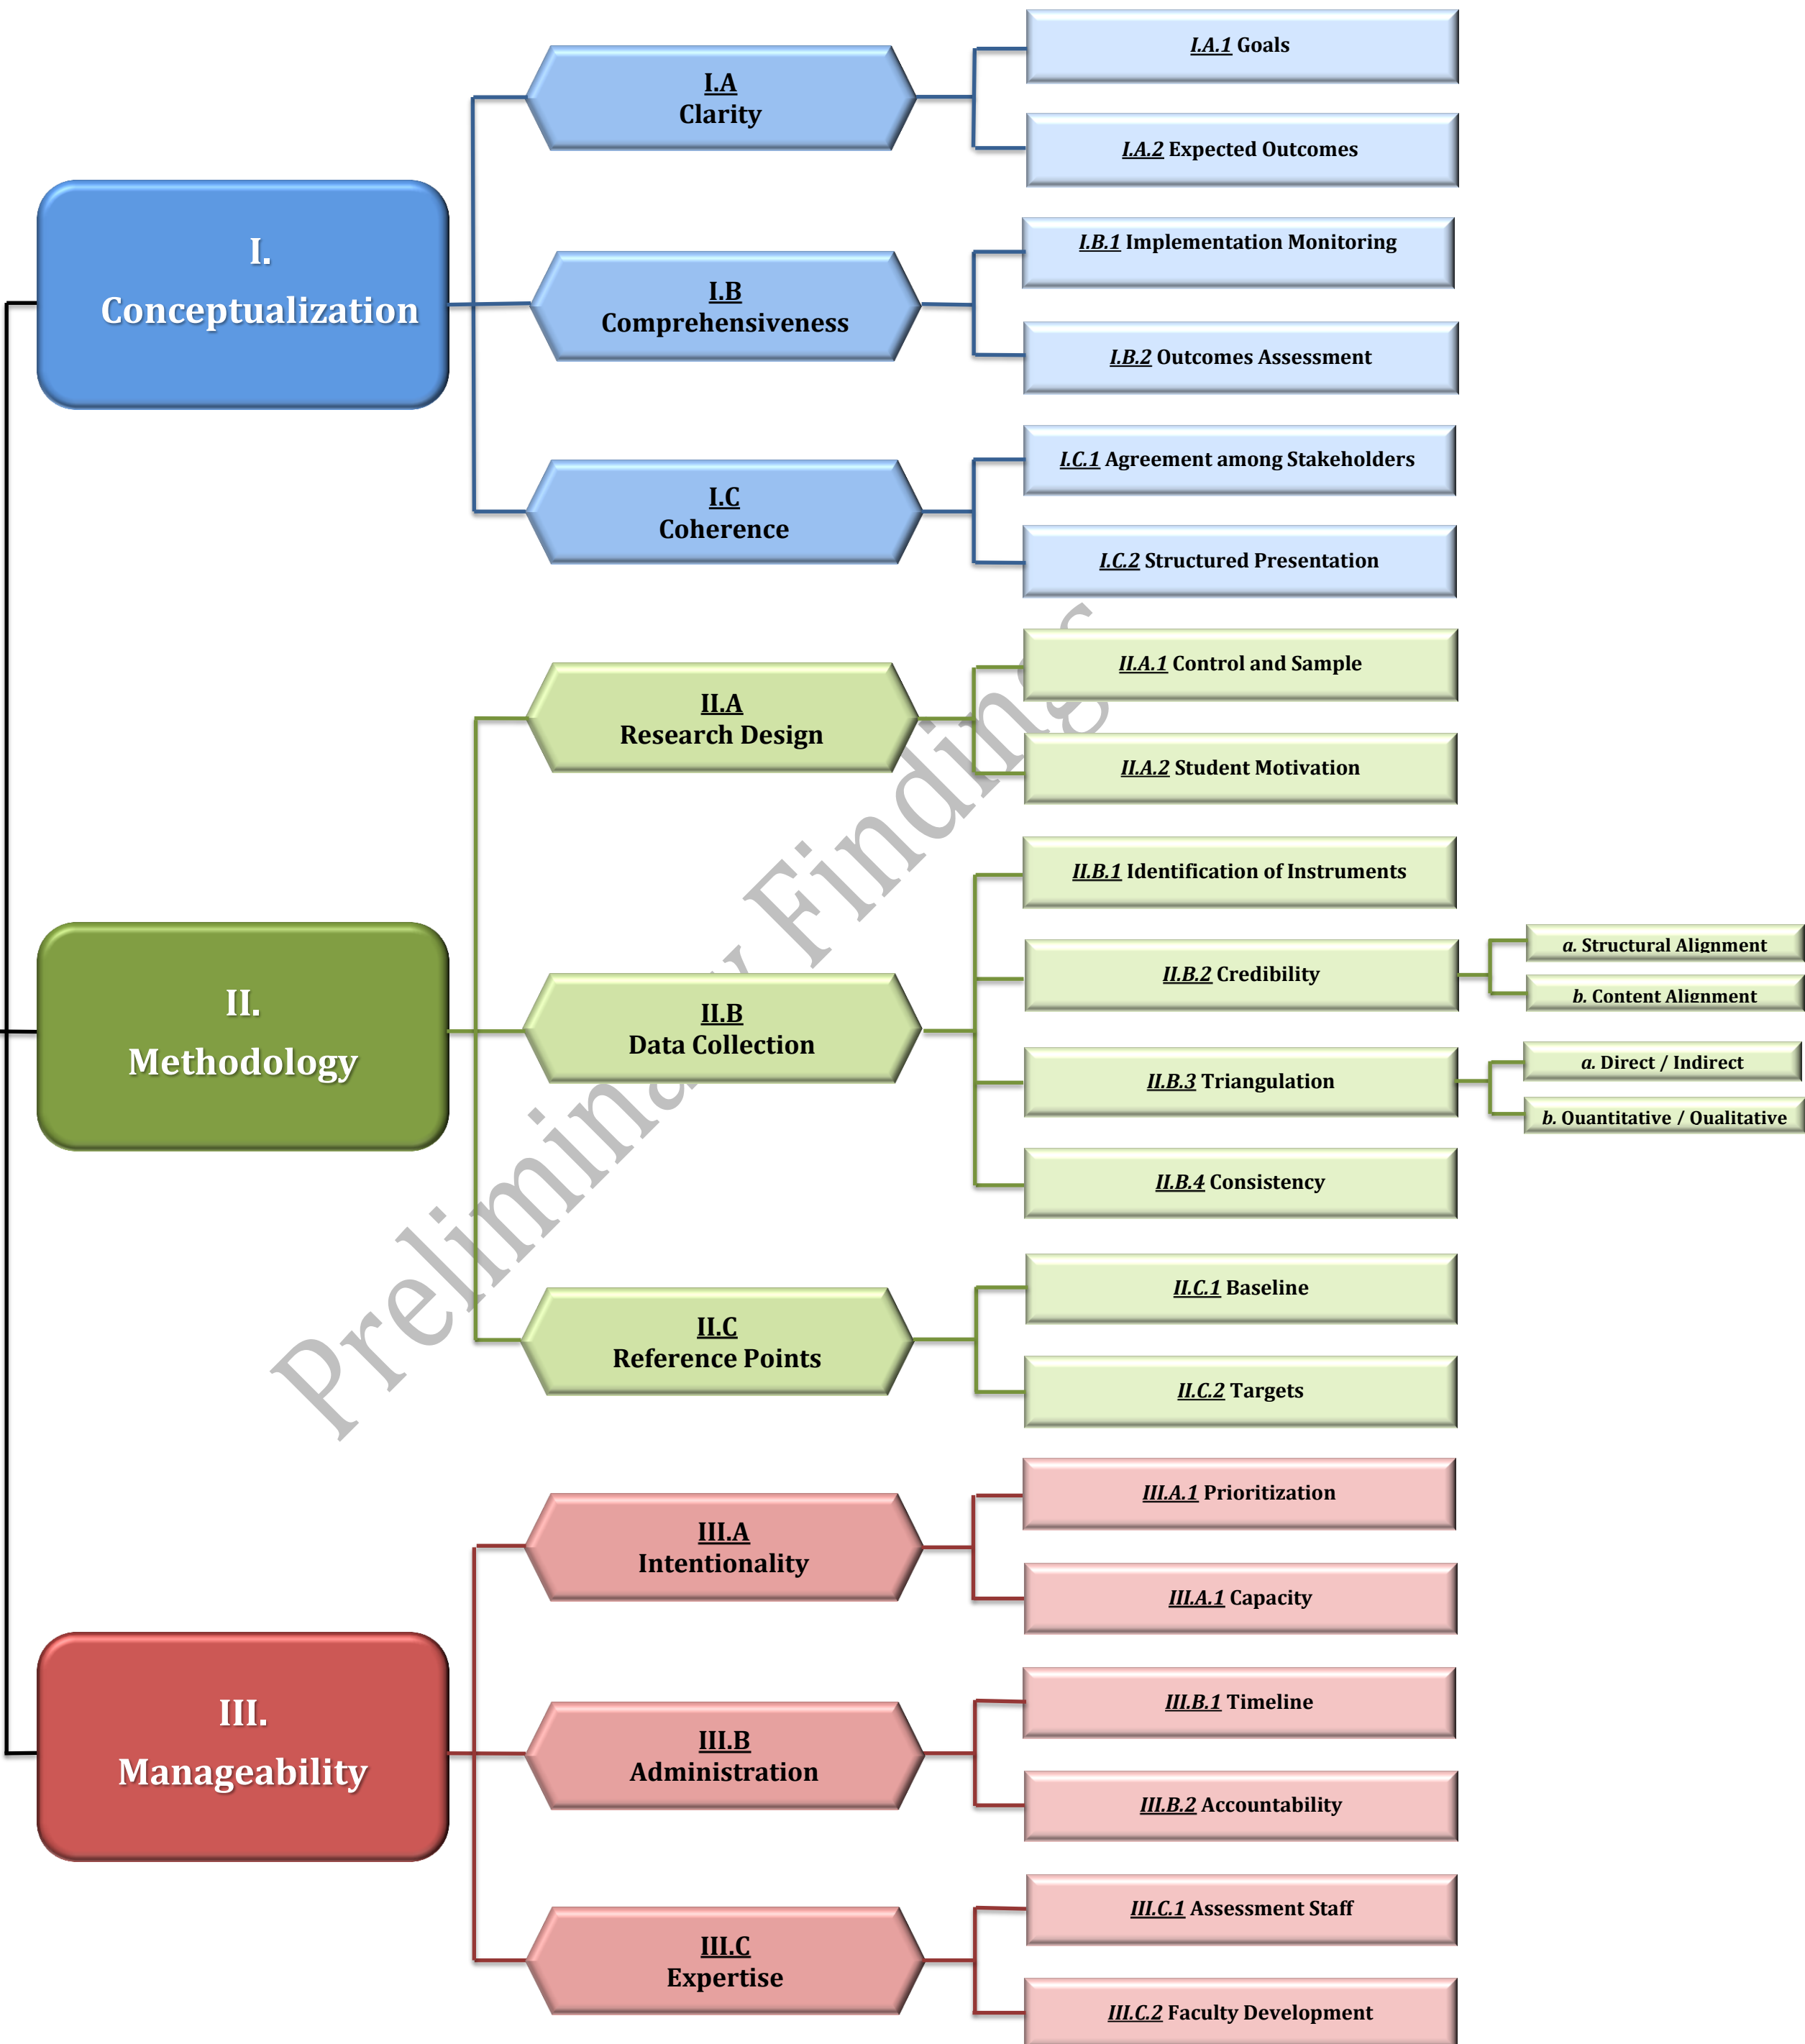 I.
Conceptualization
I.A
Clarity
I.A.1 Goals
I.A.2 Expected Outcomes
I.B
Comprehensiveness
I.B.1 Implementation Monitoring
I.B.2 Outcomes Assessment
I.C
Coherence
I.C.1 Agreement among Stakeholders
I.C.2 Structured Presentation
II.
Methodology
II.A
Research Design
II.A.1 Control and Sample
II.A.2 Student Motivation
II.B
Data Collection
II.B.1 Identification of Instruments
II.B.2 Credibility
a. Structural Alignment
b. Content Alignment
II.B.3 Triangulation
a. Direct / Indirect
b. Quantitative / Qualitative
II.B.4 Consistency
II.C
Reference Points
II.C.1 Baseline
II.C.2 Targets
III.
Manageability
III.A
Intentionality
III.A.1 Prioritization
III.A.1 Capacity
III.B
Administration
III.B.1 Timeline
III.B.2 Accountability
III.C
Expertise
III.C.1 Assessment Staff
III.C.2 Faculty Development
Preliminary Findings